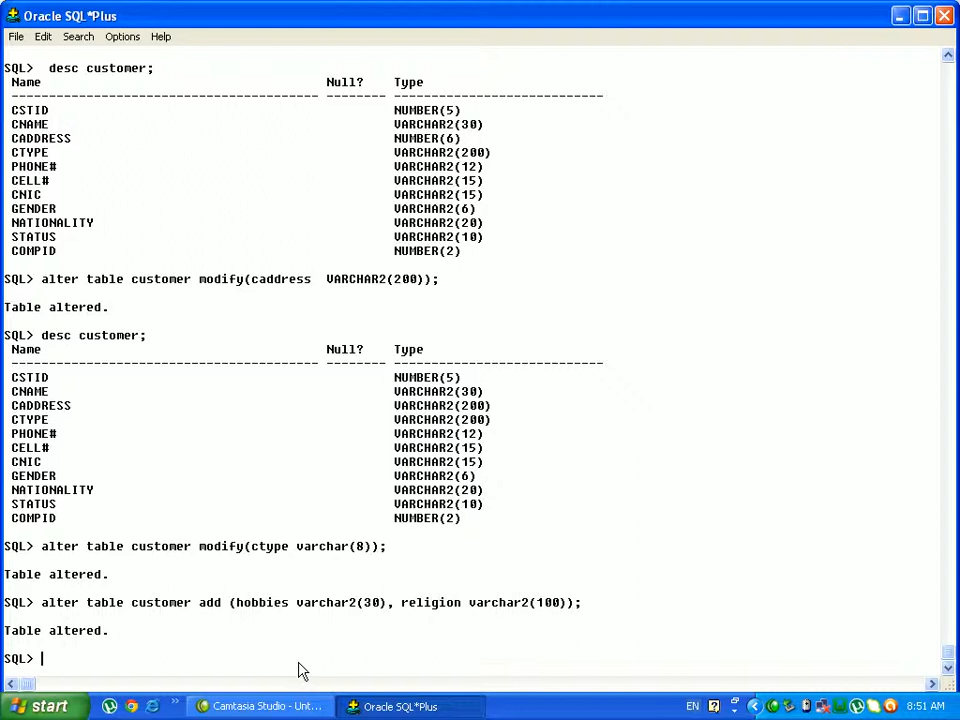 Oracle SQL*Plus
File Edit Search Options Help
SQL>  desc customer;
Name Null? Type
----------------------------------------- -------- ----------------------------
CSTID NUMBER(5)
CNAME VARCHAR2(30)
CADDRESS NUMBER(6)
CTYPE VARCHAR2(200)
PHONE# VARCHAR2(12)
CELL# VARCHAR2(15)
CNIC VARCHAR2(15)
GENDER VARCHAR2(6)
NATIONALITY VARCHAR2(20)
STATUS VARCHAR2(10)
COMPID NUMBER(2)
SQL> alter table customer modify(caddress  VARCHAR2(200));
Table altered.
SQL> desc customer;
Name Null? Type
----------------------------------------- -------- ----------------------------
CSTID NUMBER(5)
CNAME VARCHAR2(30)
CADDRESS VARCHAR2(200)
CTYPE VARCHAR2(200)
PHONE# VARCHAR2(12)
CELL# VARCHAR2(15)
CNIC VARCHAR2(15)
GENDER VARCHAR2(6)
NATIONALITY VARCHAR2(20)
STATUS VARCHAR2(10)
COMPID NUMBER(2)
SQL> alter table customer modify(ctype varchar(8));
Table altered.
SQL> alter table customer add (hobbies varchar2(30), religion varchar2(100));
Table altered.
SQL>
start Camtasia Studio - Unt... Oracle SQL*Plus EN 8:51 AM